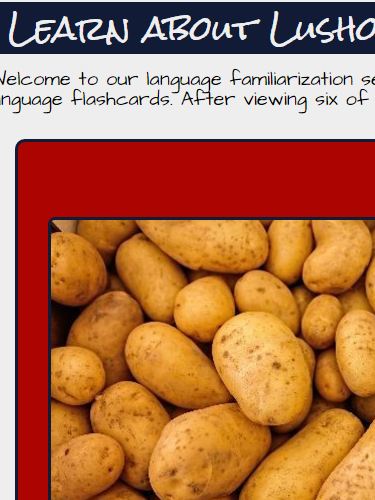 Learn about Lusho
Welcome to our language familiarization se
nguage flashcards. After viewing six of